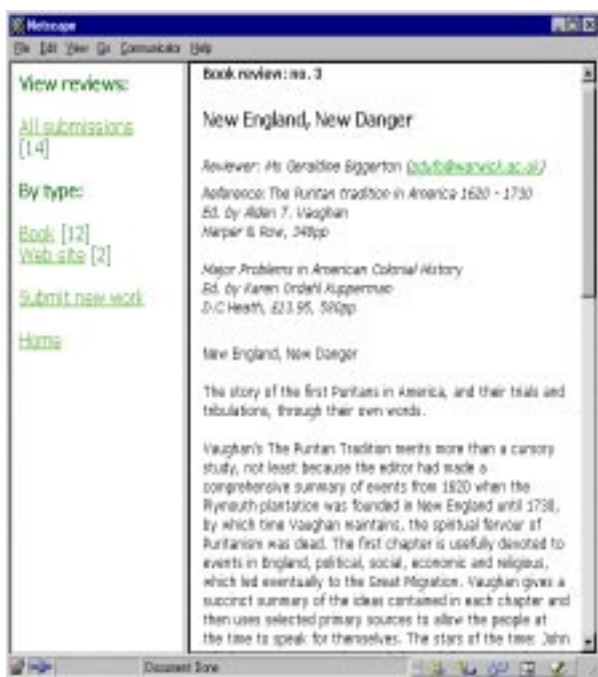 Netscape
File Edit View Go Communicator Help
View reviews:
All submissions
[14]
By type:
Book [12]
Web site [2]
Submit new work
Home
Book review: no. 3
New England, New Danger
Reviewer: Ms Geraldine Biggerton (@warwick.ac.uk)
Reference: The Puritan tradition in America 1620 - 1730
Ed. by Alden T. Vaughan
Harper & Row, 348pp
Major Problems in American Colonial History
Ed. by Karen Ordahl Kupperman
D.C Heath, £13.95, 580pp
New England, New Danger
The story of the first Puritans in America, and their trials and
tribulations, through their own words.
Vaughan's The Puritan Tradition merits more than a cursory
study, not least because the editor had made a
comprehensive summary of events from 1620 when the
Plymouth plantation was founded in New England until 1730,
by which time Vaughan maintains, the spiritual fervour of
Puritanism was dead. The first chapter is usefully devoted to
events in England, political, social, economic and religious,
which led eventually to the Great Migration. Vaughan gives a
succinct summary of the ideas contained in each chapter and
then uses selected primary sources to allow the people at
the time to speak for themselves. The stars of the time: John
Document Done